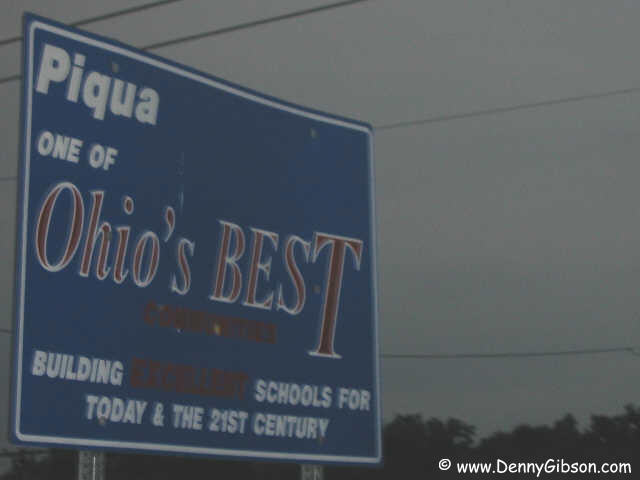 Piqua
ONE OF
Ohio's BEST
COMMUNITIES
BUILDING EXCELLENT SCHOOLS FOR
TODAY & THE 21ST CENTURY
© www.DennyGibson.com